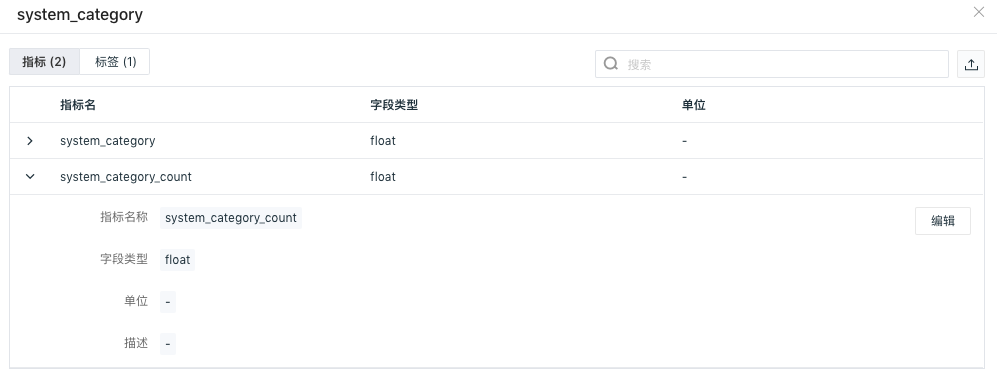 system_category
指标 (2) 标签 (1) 搜索
指标名 字段类型 单位
system_category float -
system_category_count float -
指标名称 system_category_count 编辑
字段类型 float
单位 -
描述 -